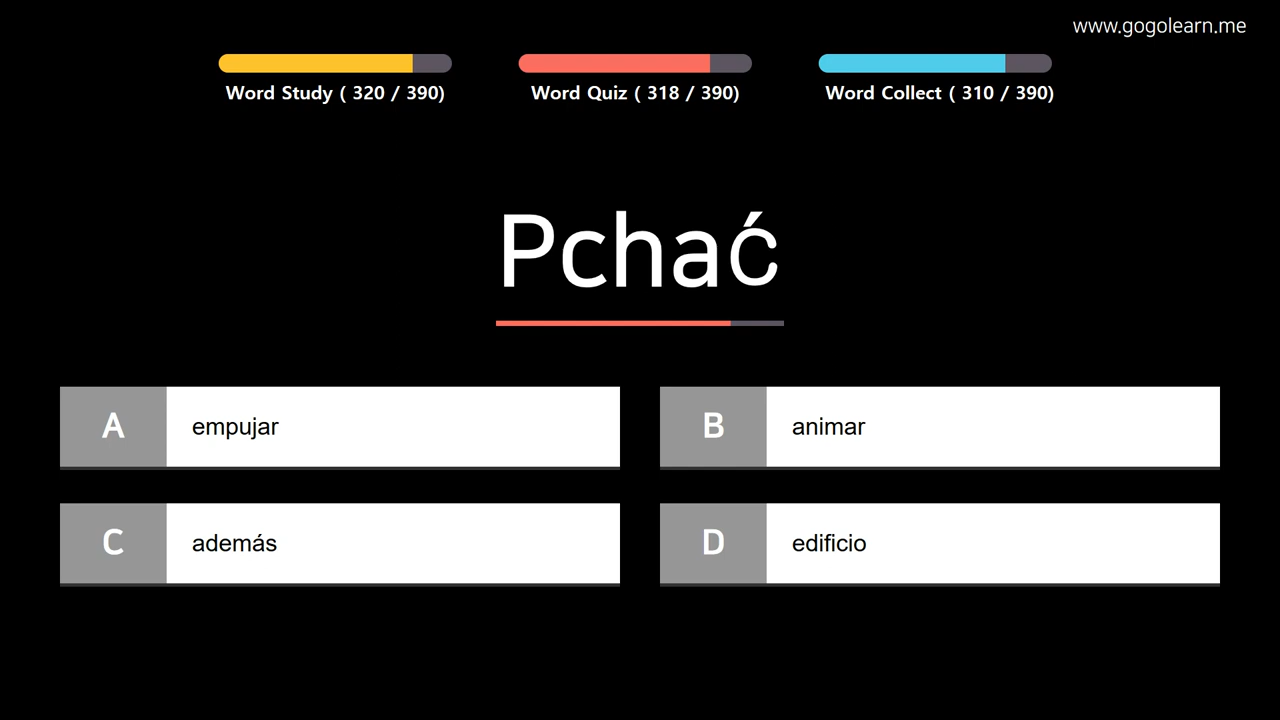 www.gogolearn.me
Word Study ( 320 / 390)
Word Quiz ( 318 / 390)
Word Collect ( 310 / 390)
Pchać
A empujar
B animar
C además
D edificio